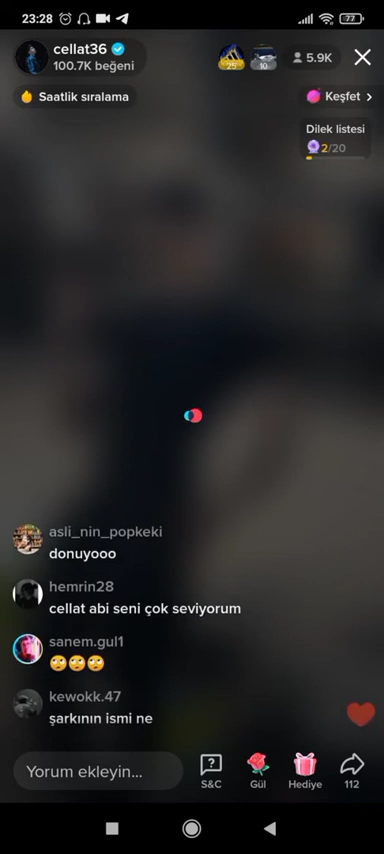 23:28
77
cellat36
100.7K beğeni
25
10
5.9K
Saatlik sıralama
Keşfet
Dilek listesi
2/20
asli_nin_popkeki
donuyooo
hemrin28
cellat abi seni çok seviyorum
sanem.gul1
🙄🙄🙄
kewokk.47
şarkının ismi ne
Yorum ekleyin...
S&C
Gül
Hediye
112